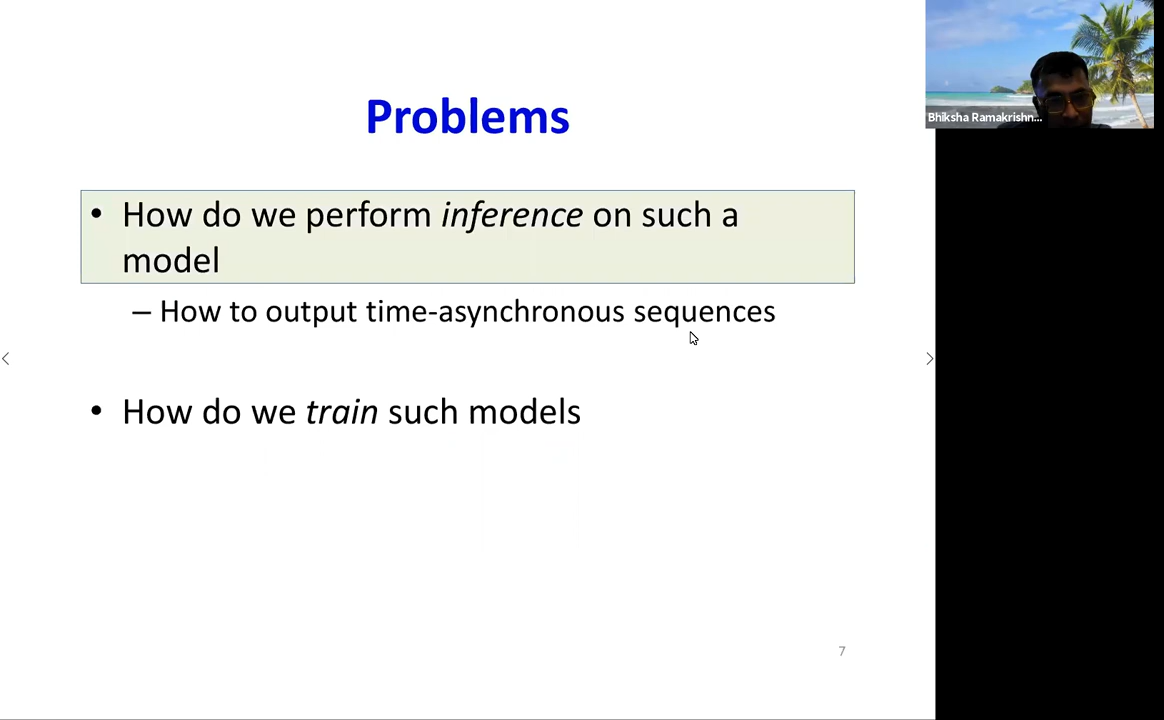 Problems
• How do we perform inference on such a
model
– How to output time-asynchronous sequences
• How do we train such models
7
Bhiksha Ramakrishn...